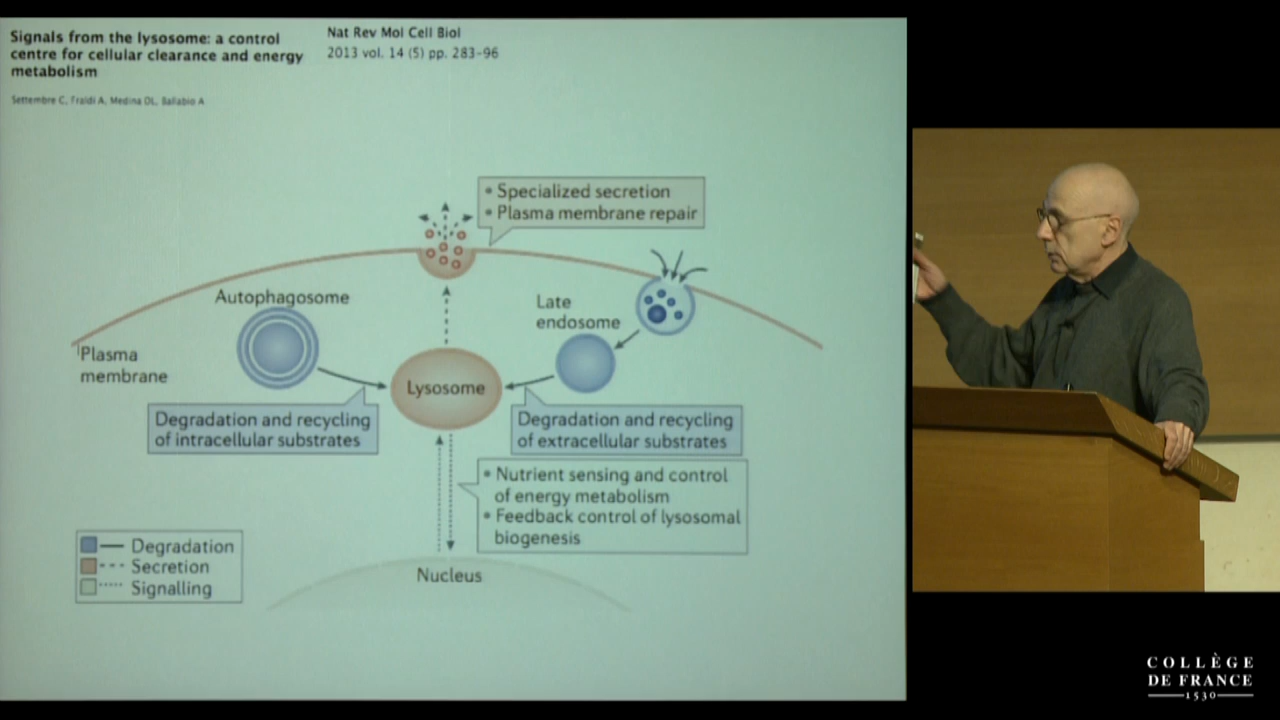 Signals from the lysosome: a control
centre for cellular clearance and energy
metabolism
Settembre C, Fraldi A, Medina DL, Ballabio A
Nat Rev Mol Cell Biol
2013 vol. 14 (5) pp. 283-96
• Specialized secretion
• Plasma membrane repair
Autophagosome
Late
endosome
Plasma
membrane
Lysosome
Degradation and recycling
of intracellular substrates
Degradation and recycling
of extracellular substrates
• Nutrient sensing and control
of energy metabolism
• Feedback control of lysosomal
biogenesis
Degradation
Secretion
Signalling
Nucleus
COLLÈGE
DE FRANCE
1530